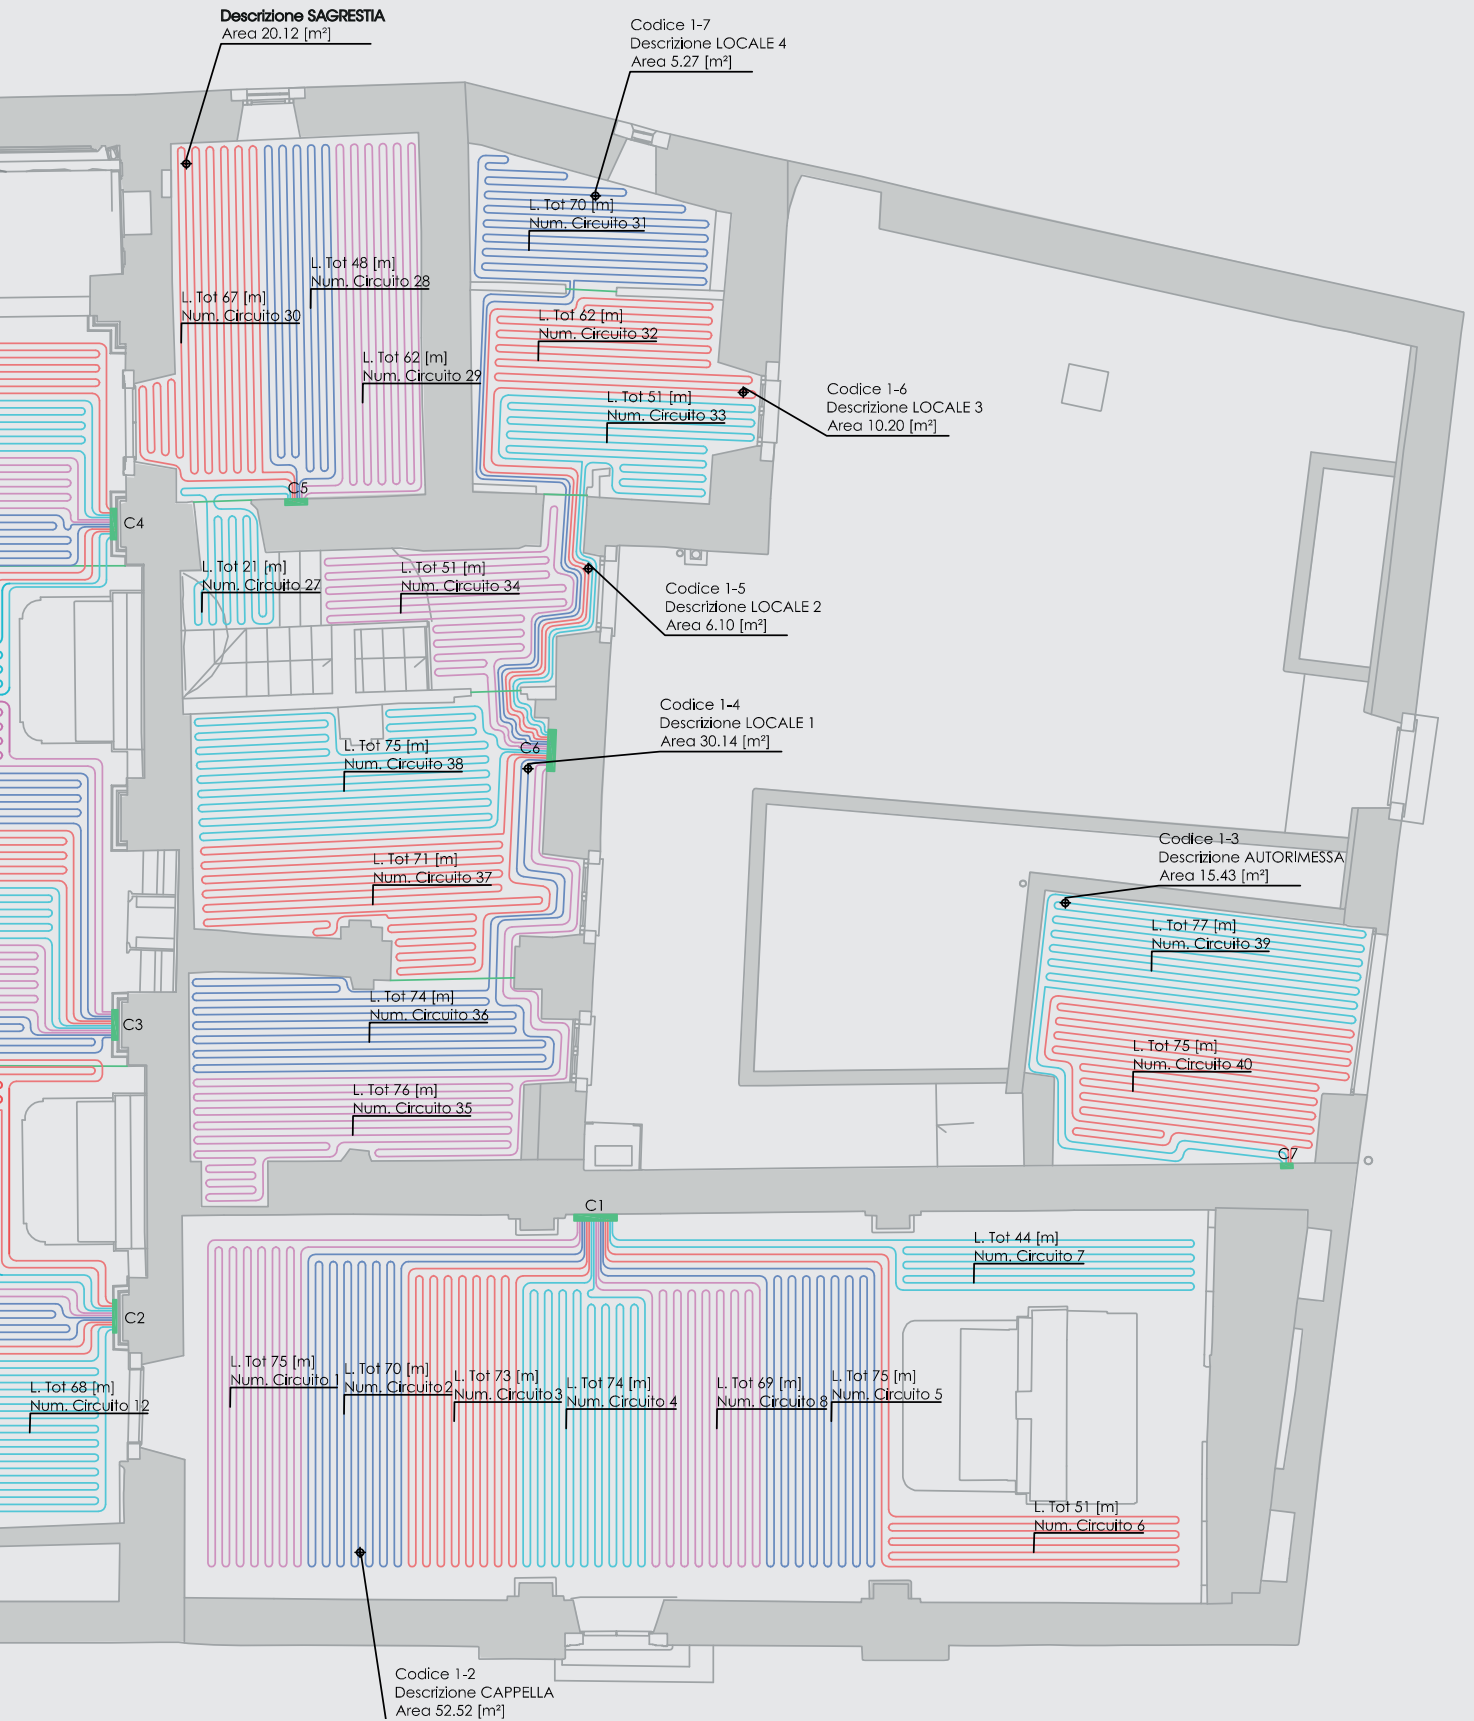 Descrizione SAGRESTIA
Area 20.12 [m²]
Codice 1-7
Descrizione LOCALE 4
Area 5.27 [m²]
L. Tot 70 [m]
Num. Circuito 31
L. Tot 48 [m]
Num. Circuito 28
L. Tot 67 [m]
Num. Circuito 30
L. Tot 62 [m]
Num. Circuito 32
L. Tot 62 [m]
Num. Circuito 29
L. Tot 51 [m]
Num. Circuito 33
Codice 1-6
Descrizione LOCALE 3
Area 10.20 [m²]
C5
C4
L. Tot 21 [m]
Num. Circuito 27
L. Tot 51 [m]
Num. Circuito 34
Codice 1-5
Descrizione LOCALE 2
Area 6.10 [m²]
Codice 1-4
Descrizione LOCALE 1
Area 30.14 [m²]
C6
L. Tot 75 [m]
Num. Circuito 38
L. Tot 71 [m]
Num. Circuito 37
Codice 1-3
Descrizione AUTORIMESSA
Area 15.43 [m²]
L. Tot 77 [m]
Num. Circuito 39
L. Tot 74 [m]
Num. Circuito 36
C3
L. Tot 75 [m]
Num. Circuito 40
L. Tot 76 [m]
Num. Circuito 35
C7
C1
L. Tot 44 [m]
Num. Circuito 7
C2
L. Tot 68 [m]
Num. Circuito 12
L. Tot 75 [m]
Num. Circuito 1
L. Tot 70 [m]
Num. Circuito 2
L. Tot 73 [m]
Num. Circuito 3
L. Tot 74 [m]
Num. Circuito 4
L. Tot 69 [m]
Num. Circuito 8
L. Tot 75 [m]
Num. Circuito 5
L. Tot 51 [m]
Num. Circuito 6
Codice 1-2
Descrizione CAPPELLA
Area 52.52 [m²]